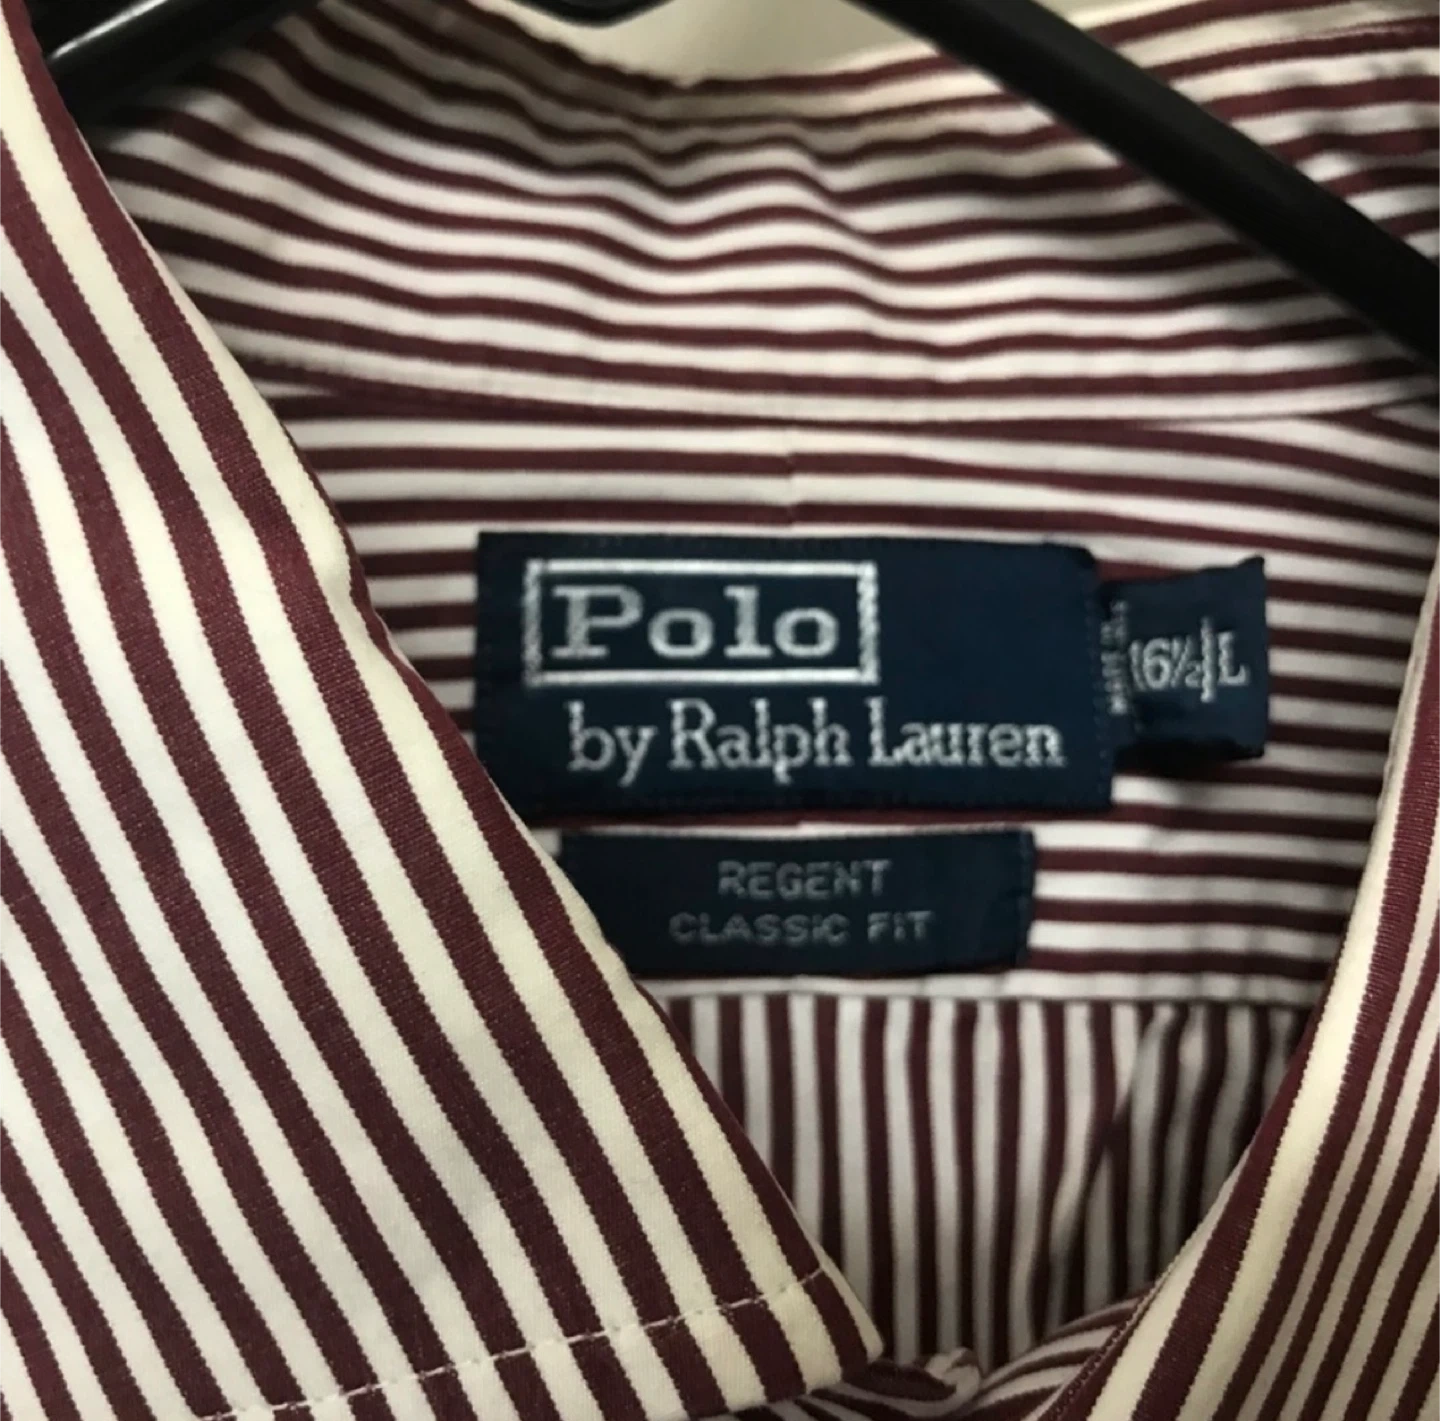 Polo
by Ralph Lauren
16½ L
REGENT
CLASSIC FIT